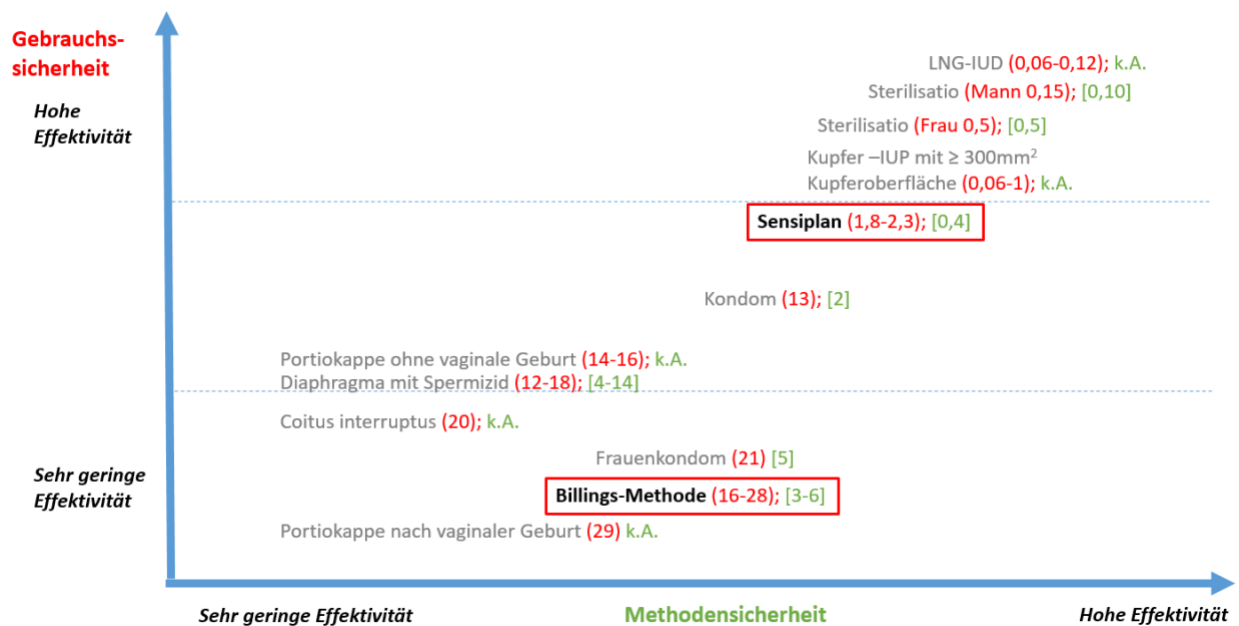 Gebrauchs-
sicherheit
Hohe
Effektivität
LNG-IUD (0,06-0,12); k.A.
Sterilisatio (Mann 0,15); [0,10]
Sterilisatio (Frau 0,5); [0,5]
Kupfer –IUP mit ≥ 300mm²
Kupferoberfläche (0,06-1); k.A.
Sensiplan (1,8-2,3); [0,4]
Kondom (13); [2]
Portiokappe ohne vaginale Geburt (14-16); k.A.
Diaphragma mit Spermizid (12-18); [4-14]
Coitus interruptus (20); k.A.
Frauenkondom (21) [5]
Sehr geringe
Effektivität
Billings-Methode (16-28); [3-6]
Portiokappe nach vaginaler Geburt (29) k.A.
Sehr geringe Effektivität
Methodensicherheit
Hohe Effektivität